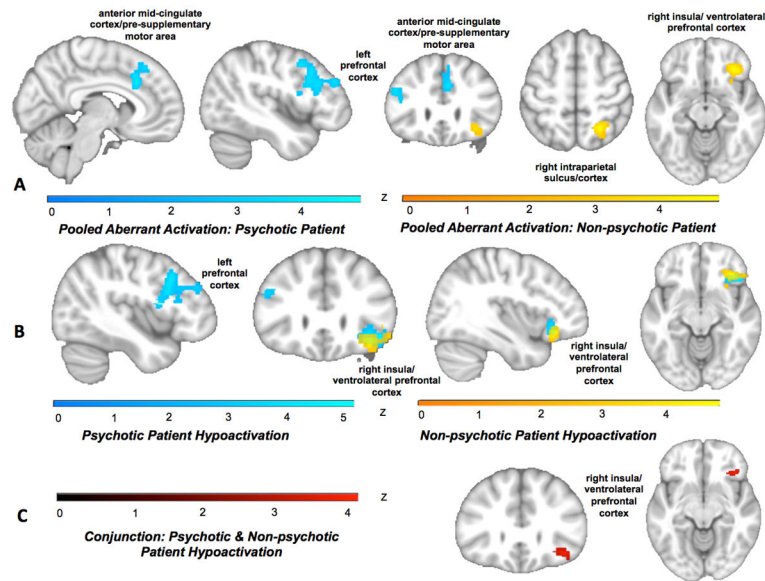 anterior mid-cingulate
cortex/pre-supplementary
motor area
left
prefrontal
cortex
anterior mid-cingulate
cortex/pre-supplementary
motor area
right insula/ ventrolateral
prefrontal cortex
right intraparietal
sulcus/cortex
A
0 1 2 3 4
z
0 1 2 3 4
Pooled Aberrant Activation: Psychotic Patient
Pooled Aberrant Activation: Non-psychotic Patient
left
prefrontal
cortex
B
right insula/
ventrolateral prefrontal
cortex
right insula/
ventrolateral
prefrontal
cortex
0 1 2 3 4 5
z
0 1 2 3 4
Psychotic Patient Hypoactivation
Non-psychotic Patient Hypoactivation
right insula/
ventrolateral
prefrontal
cortex
C
0 1 2 3 4
z
Conjunction: Psychotic & Non-psychotic
Patient Hypoactivation